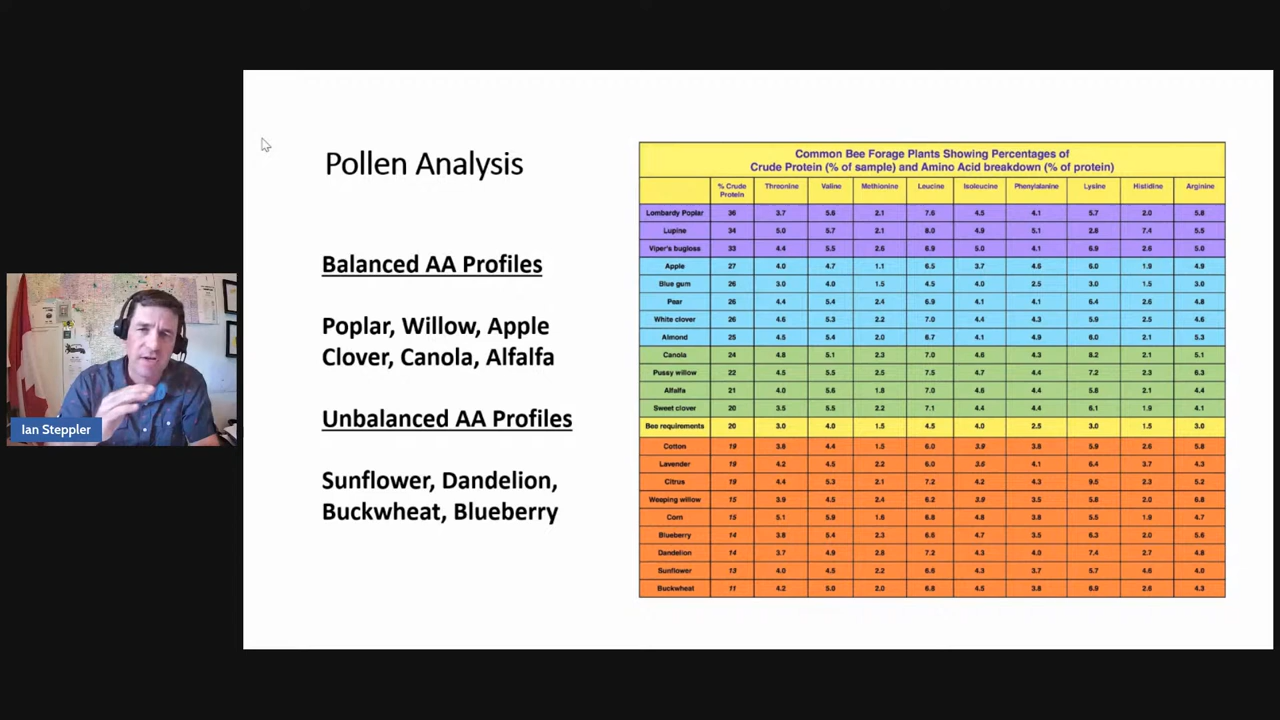 Pollen Analysis
Balanced AA Profiles
Poplar, Willow, Apple
Clover, Canola, Alfalfa
Unbalanced AA Profiles
Sunflower, Dandelion,
Buckwheat, Blueberry
Ian Steppler
Common Bee Forage Plants Showing Percentages of
Crude Protein (% of sample) and Amino Acid breakdown (% of protein)
% Crude Protein Threonine Valine Methionine Leucine Isoleucine Phenylalanine Lysine Histidine Arginine
Lombardy Poplar 36 3.7 5.6 2.1 7.6 4.5 4.1 5.7 2.0 5.8
Lupine 34 5.0 5.7 2.1 8.0 4.9 5.1 2.8 7.4 5.5
Viper's bugloss 33 4.4 5.5 2.6 6.9 5.0 4.1 6.9 2.6 5.0
Apple 27 4.0 4.7 1.1 6.5 3.7 4.6 6.0 1.9 4.9
Blue gum 26 3.0 4.0 1.5 4.5 4.0 2.5 3.0 1.5 3.0
Pear 26 4.4 5.4 2.4 6.9 4.1 4.1 6.4 2.6 4.8
White clover 26 4.6 5.3 2.2 7.0 4.4 4.3 5.9 2.5 4.6
Almond 25 4.5 5.4 2.0 6.7 4.1 4.9 6.0 2.1 5.3
Canola 24 4.8 5.1 2.3 7.0 4.6 4.3 8.2 2.1 5.1
Pussy willow 22 4.5 5.5 2.5 7.5 4.7 4.4 7.2 2.3 6.3
Alfalfa 21 4.0 5.6 1.8 7.0 4.6 4.4 5.8 2.1 4.4
Sweet clover 20 3.5 5.5 2.2 7.1 4.4 4.4 6.1 1.9 4.1
Bee requirements 20 3.0 4.0 1.5 4.5 4.0 2.5 3.0 1.5 3.0
Cotton 19 3.6 4.4 1.5 6.0 3.9 3.8 5.9 2.6 5.8
Lavender 19 4.2 4.5 2.2 6.0 3.6 4.1 6.4 3.7 4.3
Citrus 19 4.4 5.3 2.1 7.2 4.2 4.3 9.5 2.3 5.2
Weeping willow 15 3.9 4.5 2.4 6.2 3.9 3.5 5.8 2.0 6.8
Corn 15 5.1 5.9 1.6 6.8 4.8 3.8 5.5 1.9 4.7
Blueberry 14 3.8 5.4 2.3 6.6 4.7 3.5 6.3 2.0 5.6
Dandelion 14 3.7 4.9 2.8 7.2 4.3 4.0 7.4 2.7 4.8
Sunflower 13 4.0 4.5 2.2 6.6 4.3 3.7 5.7 4.6 4.0
Buckwheat 11 4.2 5.0 2.0 6.8 4.5 3.8 6.9 2.6 4.3